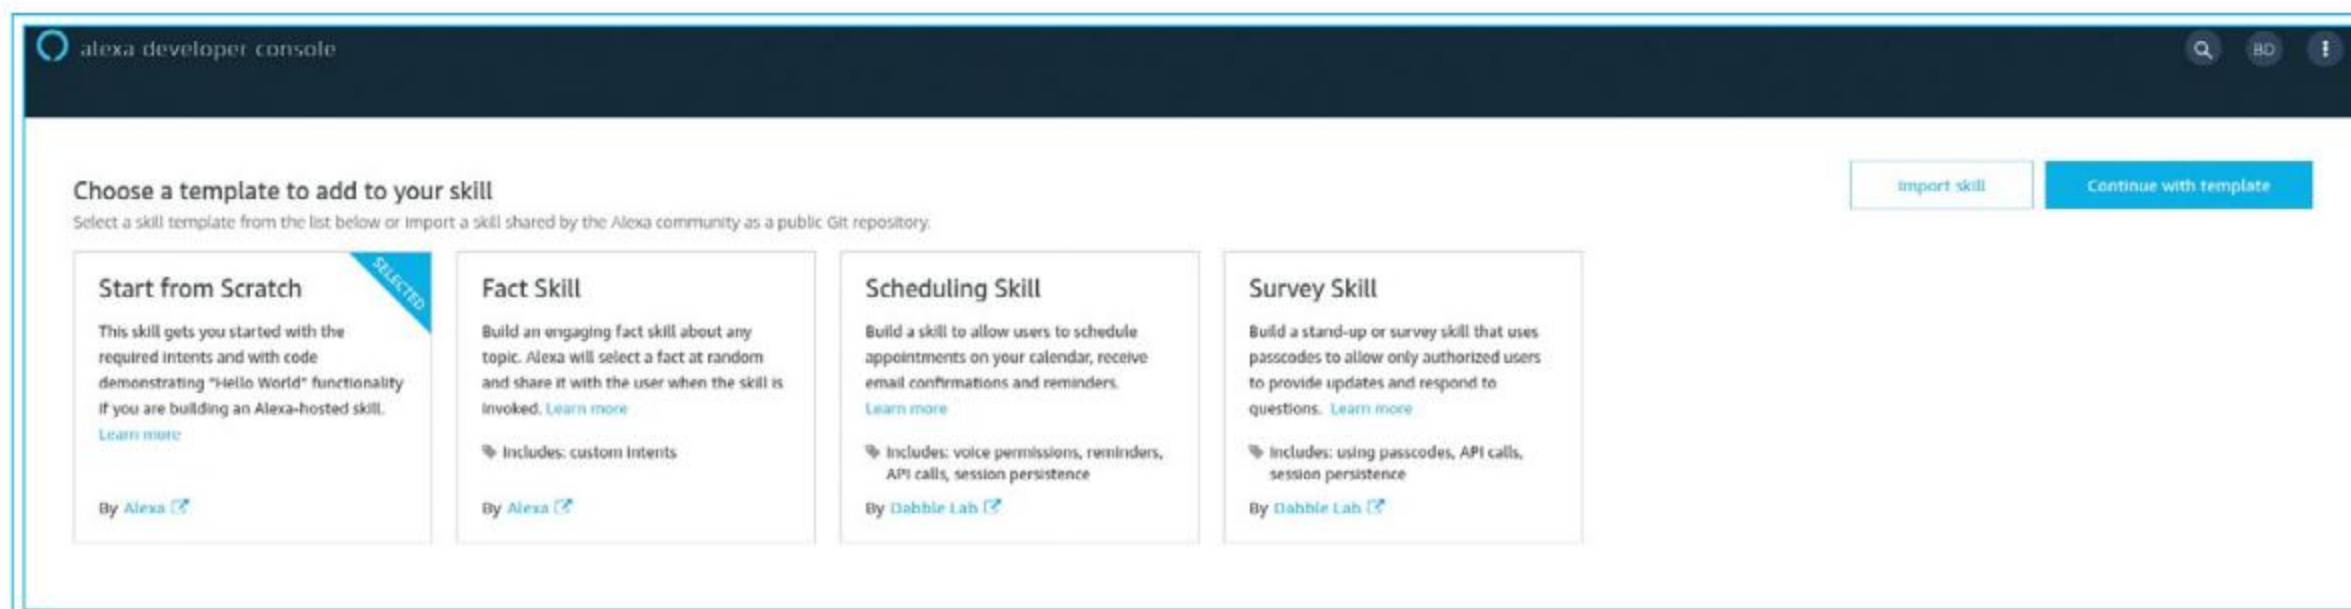 alexa developer console
BD
Import skill
Continue with template
Choose a template to add to your skill
Select a skill template from the list below or import a skill shared by the Alexa community as a public Git repository.
Start from Scratch
SELECTED
This skill gets you started with the
required intents and with code
demonstrating "Hello World" functionality
if you are building an Alexa-hosted skill.
Learn more
By Alexa
Fact Skill
Build an engaging fact skill about any
topic. Alexa will select a fact at random
and share it with the user when the skill is
invoked. Learn more
Includes: custom intents
By Alexa
Scheduling Skill
Build a skill to allow users to schedule
appointments on your calendar, receive
email confirmations and reminders.
Learn more
Includes: voice permissions, reminders,
API calls, session persistence
By Dabble Lab
Survey Skill
Build a stand-up or survey skill that uses
passcodes to allow only authorized users
to provide updates and respond to
questions. Learn more
Includes: using passcodes, API calls,
session persistence
By Dabble Lab